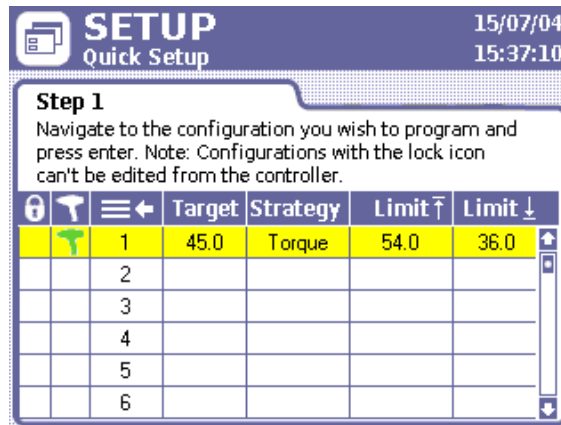 SETUP
15/07/04
Quick Setup
15:37:10
Step 1
Navigate to the configuration you wish to program and
press enter. Note: Configurations with the lock icon
can't be edited from the controller.
Target Strategy Limit Limit
1 45.0 Torque 54.0 36.0
2
3
4
5
6